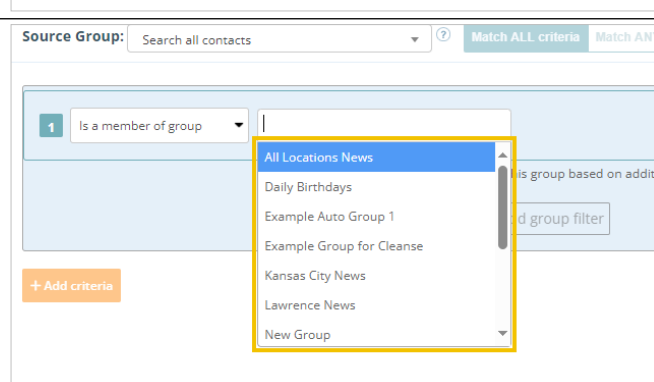 Source Group: Search all contacts ? Match ALL criteria Match AN
1 Is a member of group
All Locations News
his group based on addit
Daily Birthdays
Example Auto Group 1
d group filter
Example Group for Cleanse
Kansas City News
+ Add criteria
Lawrence News
New Group